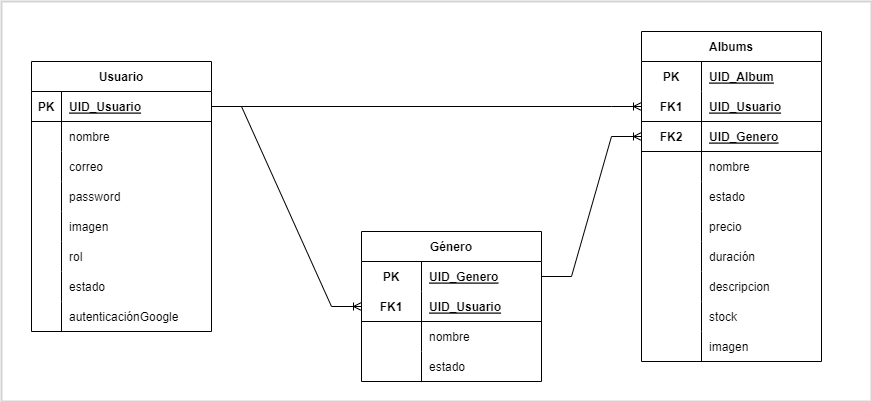 Usuario
PK UID_Usuario
nombre
correo
password
imagen
rol
estado
autenticaciónGoogle
Género
PK UID_Genero
FK1 UID_Usuario
nombre
estado
Albums
PK UID_Album
FK1 UID_Usuario
FK2 UID_Genero
nombre
estado
precio
duración
descripcion
stock
imagen